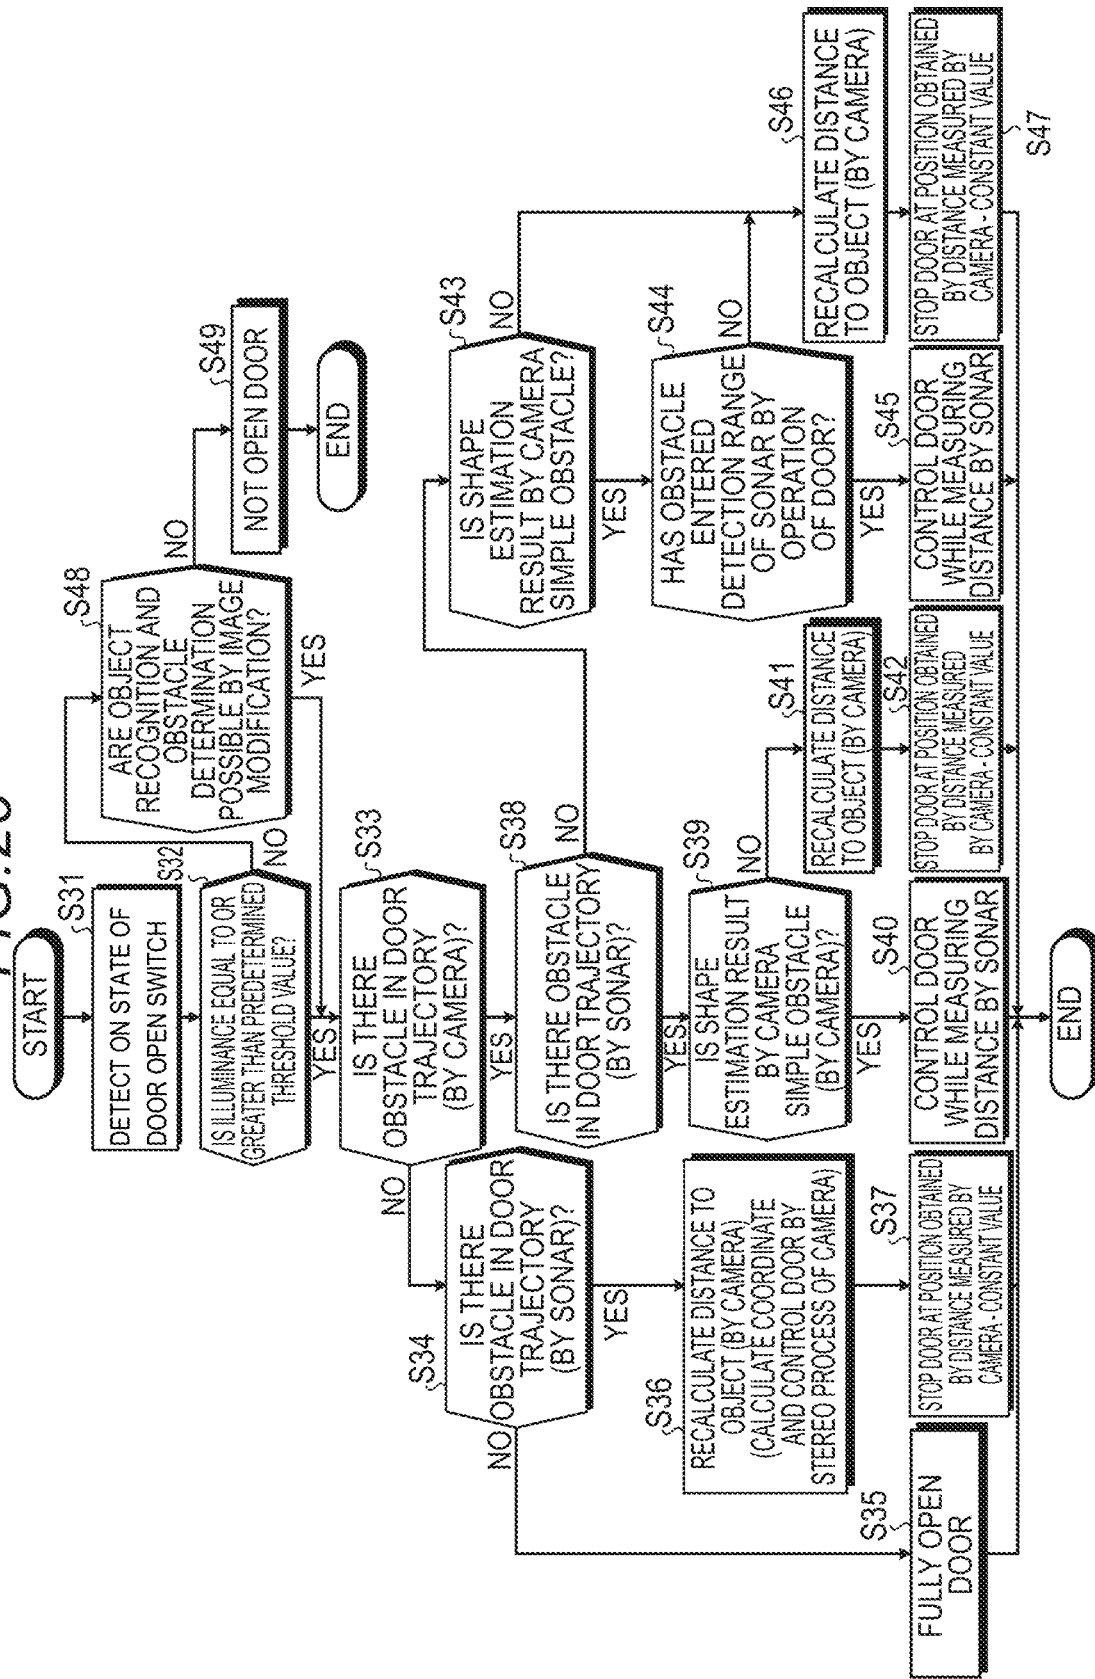 START
S31
DETECT ON STATE OF
DOOR OPEN SWITCH
S32
IS ILLUMINANCE EQUAL TO OR
GREATER THAN PREDETERMINED
THRESHOLD VALUE?
NO
YES
S48
ARE OBJECT
RECOGNITION AND
OBSTACLE
DETERMINATION
POSSIBLE BY IMAGE
MODIFICATION?
NO
YES
S49
NOT OPEN DOOR
END
S33
IS THERE
OBSTACLE IN DOOR
TRAJECTORY
(BY CAMERA)?
NO
YES
S34
IS THERE
OBSTACLE IN DOOR
TRAJECTORY
(BY SONAR)?
NO
YES
S38
IS THERE OBSTACLE
IN DOOR TRAJECTORY
(BY SONAR)?
NO
YES
S43
IS SHAPE
ESTIMATION
RESULT BY CAMERA
SIMPLE OBSTACLE?
NO
YES
S36
RECALCULATE DISTANCE TO
OBJECT (BY CAMERA)
(CALCULATE COORDINATE
AND CONTROL DOOR BY
STEREO PROCESS OF CAMERA)
S39
IS SHAPE
ESTIMATION RESULT
BY CAMERA
SIMPLE OBSTACLE
(BY CAMERA)?
NO
YES
S44
HAS OBSTACLE
ENTERED
DETECTION RANGE
OF SONAR BY
OPERATION
OF DOOR?
NO
YES
S41
RECALCULATE DISTANCE
TO OBJECT (BY CAMERA)
S46
RECALCULATE DISTANCE
TO OBJECT (BY CAMERA)
S35
FULLY OPEN
DOOR
S37
STOP DOOR AT POSITION OBTAINED
BY DISTANCE MEASURED BY
CAMERA - CONSTANT VALUE
S40
CONTROL DOOR
WHILE MEASURING
DISTANCE BY SONAR
S42
STOP DOOR AT POSITION OBTAINED
BY DISTANCE MEASURED
BY CAMERA - CONSTANT VALUE
S45
CONTROL DOOR
WHILE MEASURING
DISTANCE BY SONAR
STOP DOOR AT POSITION OBTAINED
BY DISTANCE MEASURED BY
CAMERA - CONSTANT VALUE
S47
END